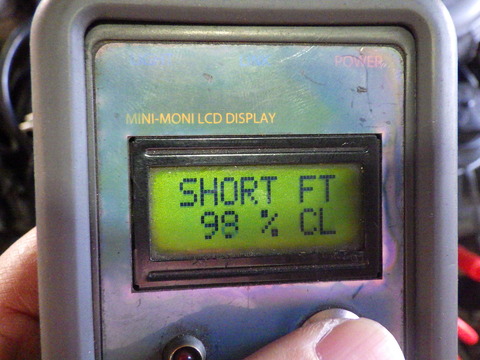 POWER
MINI-MONI LCD DISPLAY
SHORT FT
98 % CL